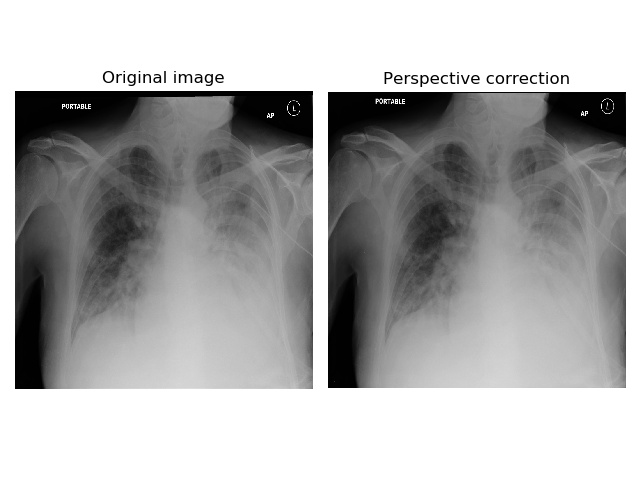 Original image
Perspective correction
PORTABLE
AP
L
PORTABLE
AP
L